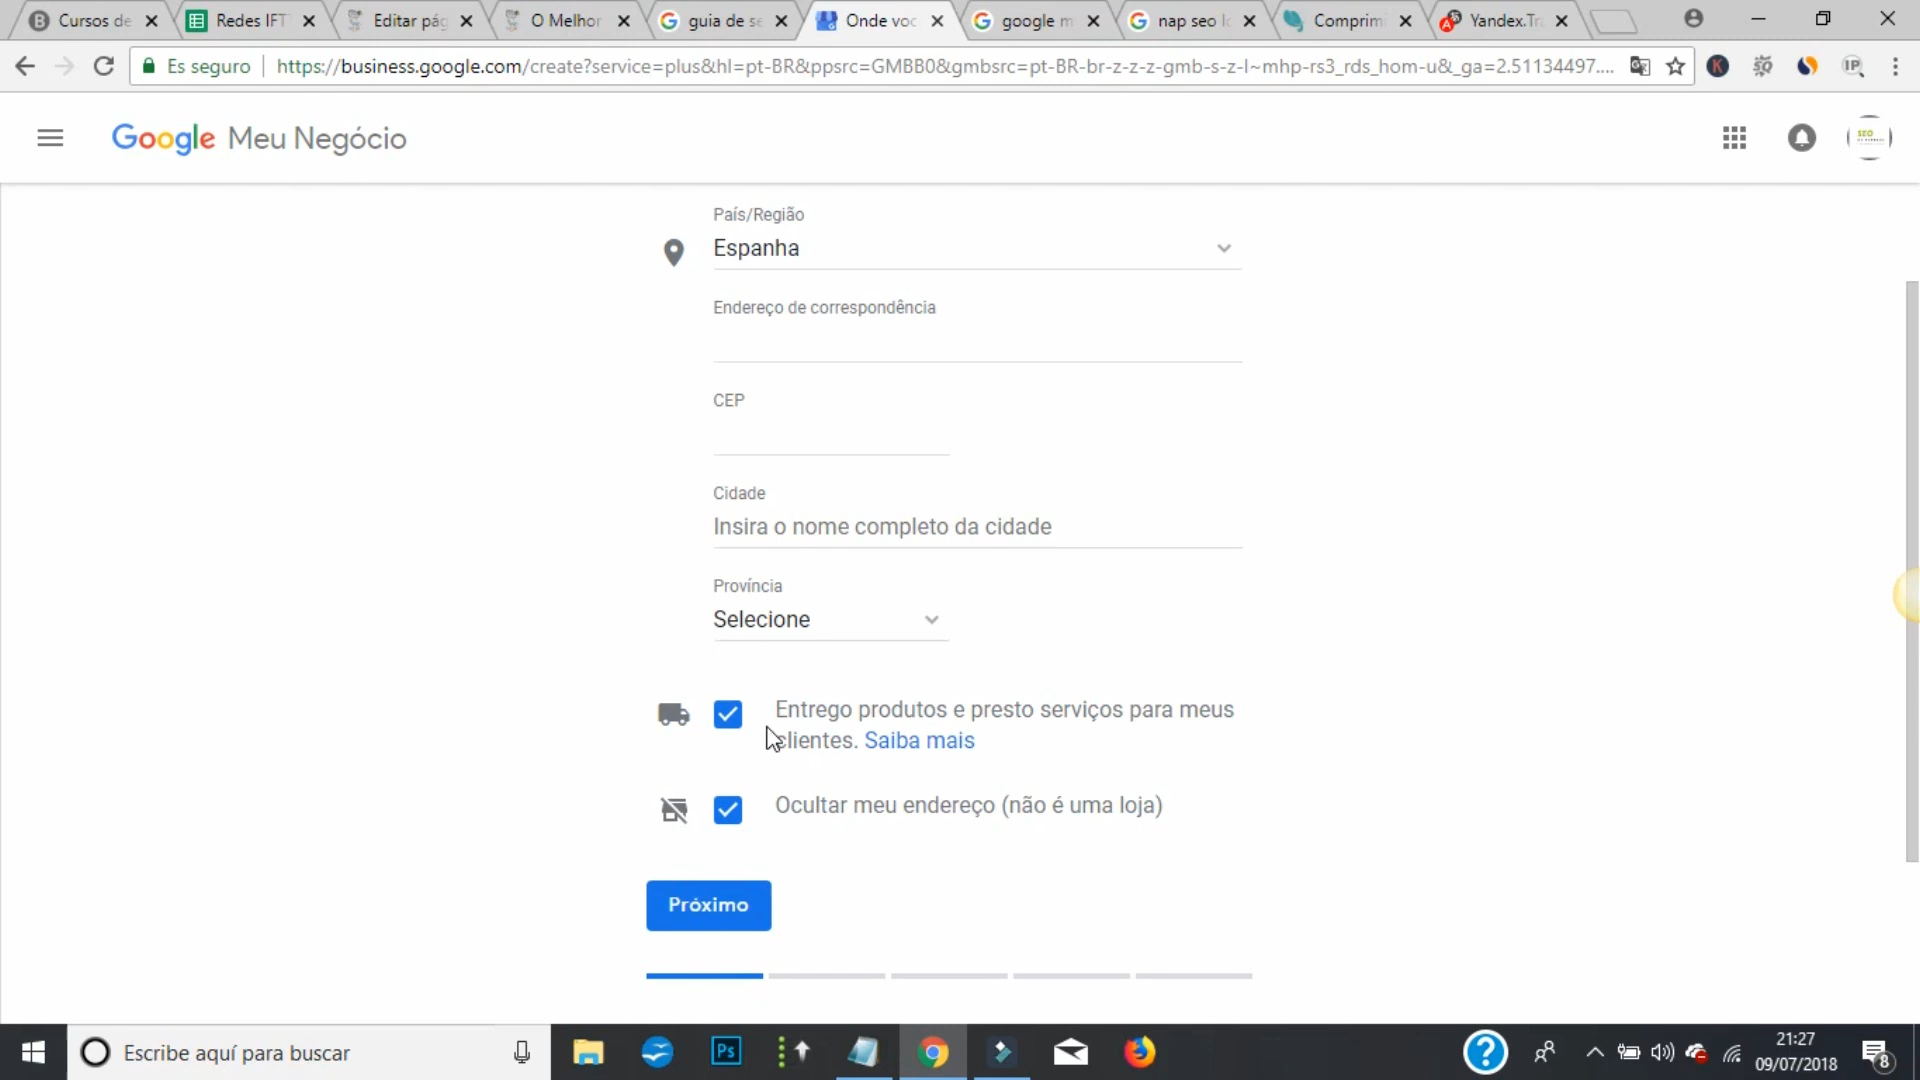 Cursos de
Redes IFT
Editar pág
O Melhor
guia de se
Onde voc
google m
nap seo l
Comprimi
Yandex.Tr
Es seguro
https://business.google.com/create?service=plus&hl=pt-BR&ppsrc=GMBB0&gmbsrc=pt-BR-br-z-z-z-gmb-s-z-l~mhp-rs3_rds_hom-u&_ga=2.51134497....
Google Meu Negócio
SEO
País/Região
Espanha
Endereço de correspondência
CEP
Cidade
Insira o nome completo da cidade
Província
Selecione
Entrego produtos e presto serviços para meus
clientes. Saiba mais
Ocultar meu endereço (não é uma loja)
Próximo
Escribe aquí para buscar
Ps
21:27
09/07/2018
8